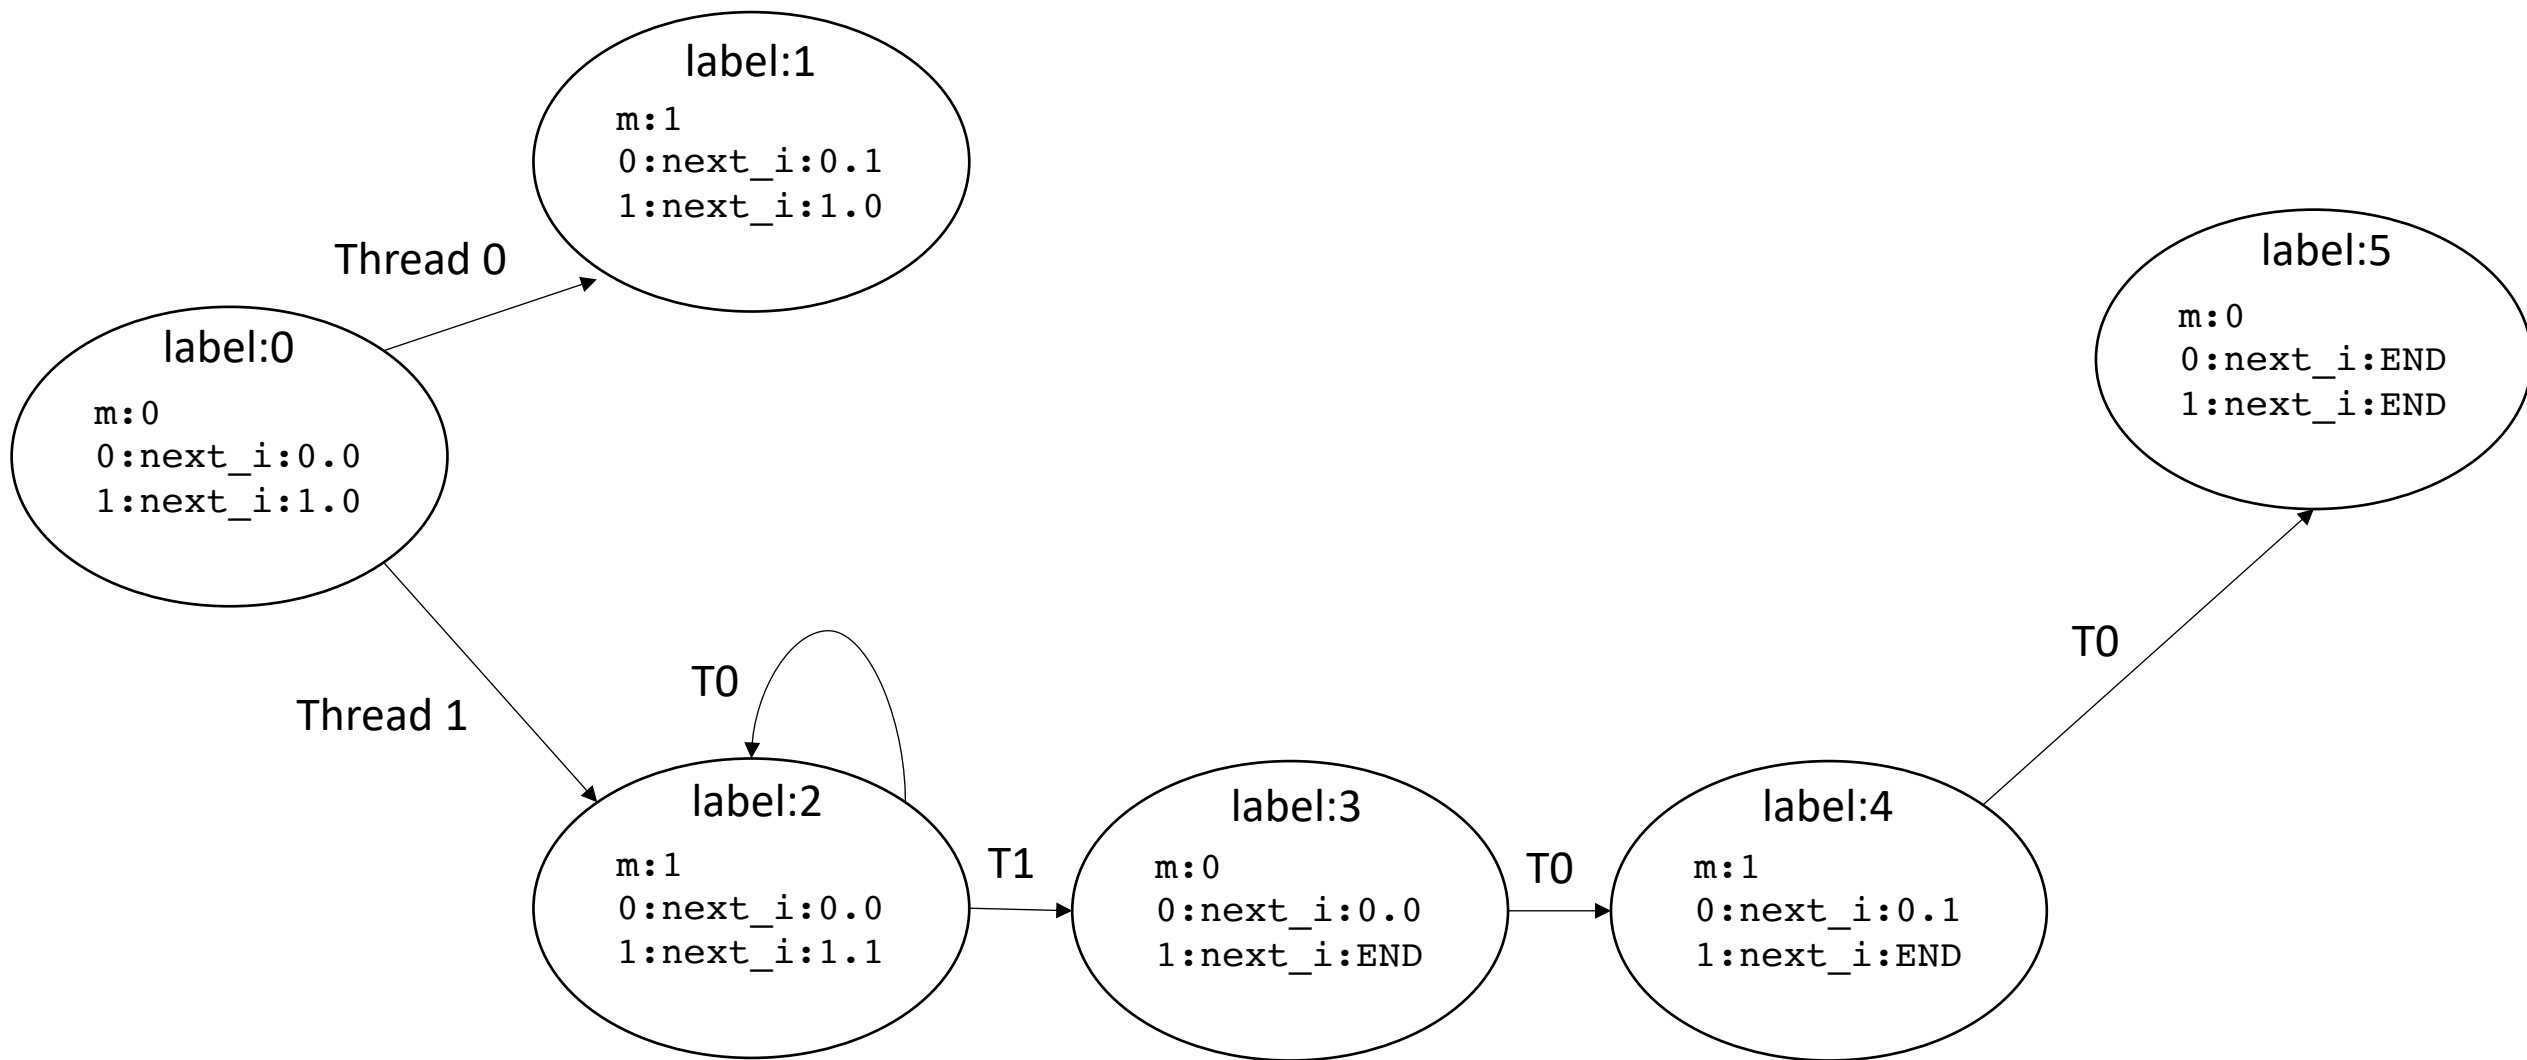 label:1
m:1
0:next_i:0.1
1:next_i:1.0
Thread 0
label:0
m:0
0:next_i:0.0
1:next_i:1.0
label:5
m:0
0:next_i:END
1:next_i:END
Thread 1
T0
label:2
m:1
0:next_i:0.0
1:next_i:1.1
T1
label:3
m:0
0:next_i:0.0
1:next_i:END
T0
label:4
m:1
0:next_i:0.1
1:next_i:END
T0